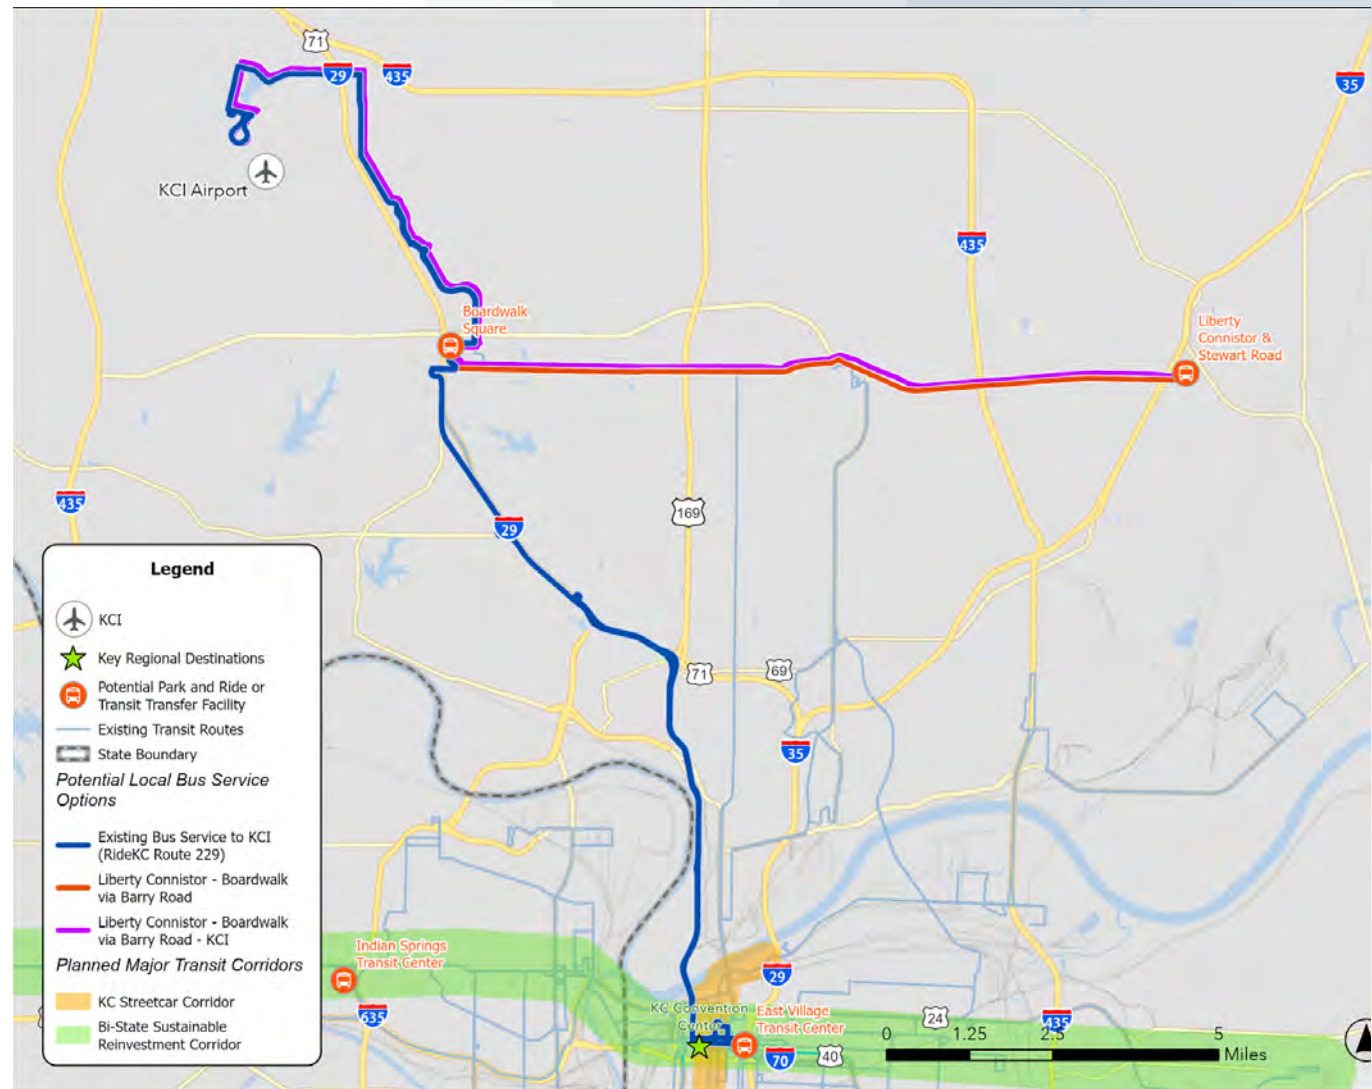 71
29
435
35
KCI Airport
435
Boardwalk
Square
Liberty
Connistor &
Stewart Road
435
169
29
Legend
KCI
Key Regional Destinations
Potential Park and Ride or
Transit Transfer Facility
Existing Transit Routes
State Boundary
Potential Local Bus Service
Options
Existing Bus Service to KCI
(RideKC Route 229)
Liberty Connistor - Boardwalk
via Barry Road
Liberty Connistor - Boardwalk
via Barry Road - KCI
Planned Major Transit Corridors
KC Streetcar Corridor
Bi-State Sustainable
Reinvestment Corridor
71
69
35
Indian Springs
Transit Center
635
29
KC Convention
Center
East Village
Transit Center
70
40
24
435
0 1.25 2.5 5
Miles